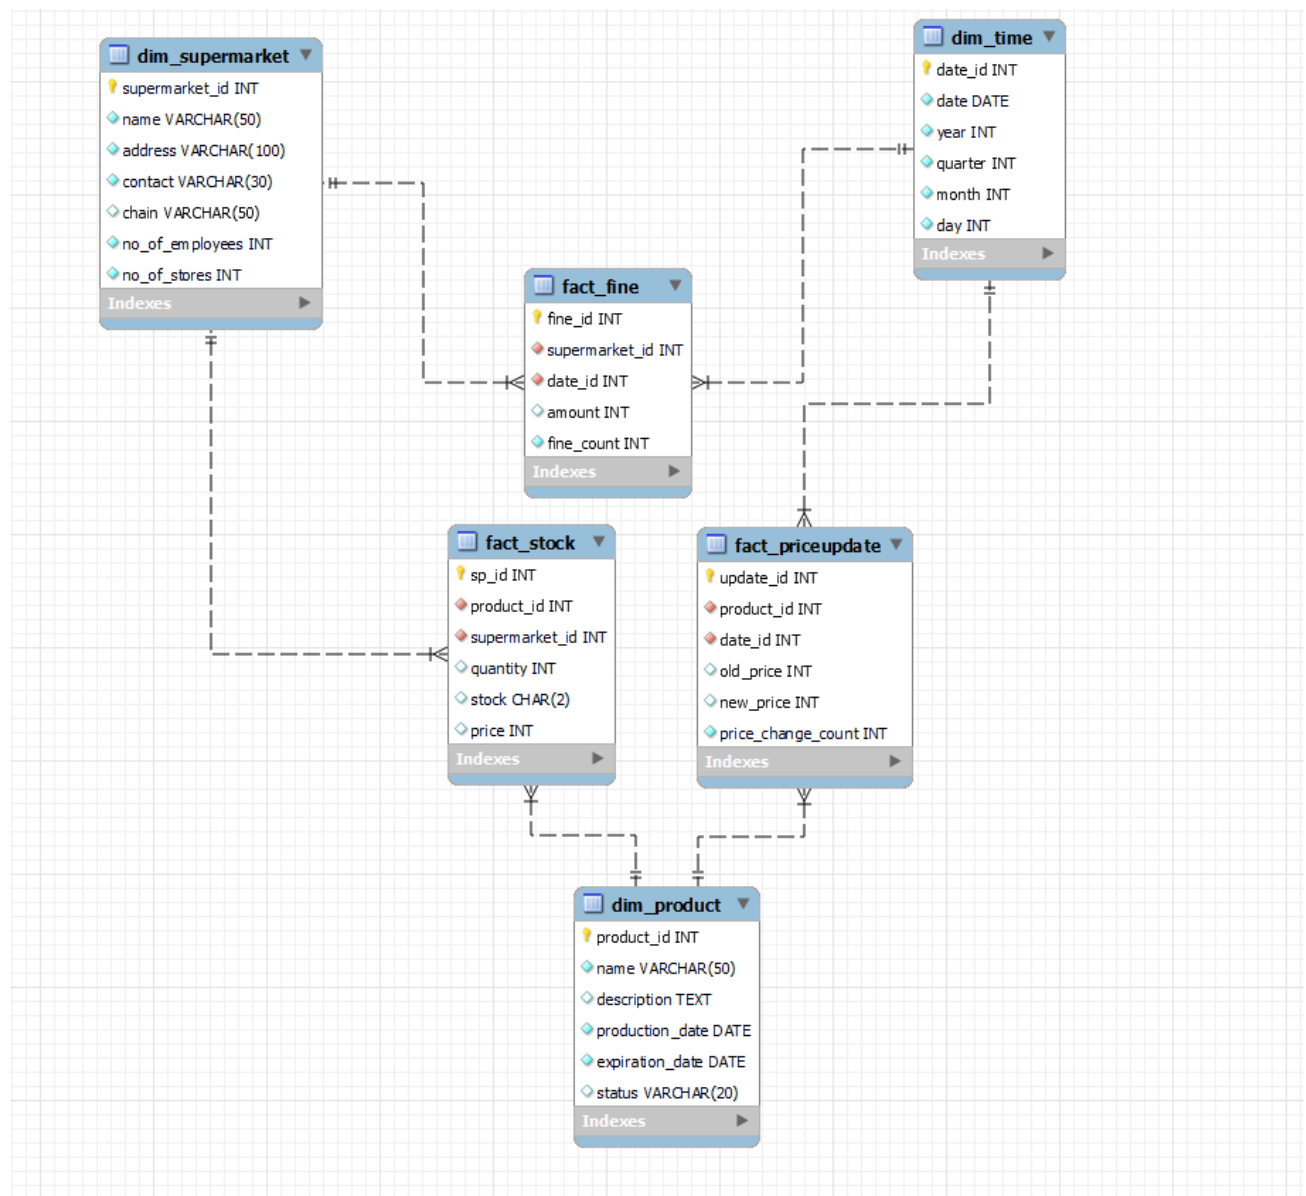 dim_supermarket
supermarket_id INT
name VARCHAR(50)
address VARCHAR(100)
contact VARCHAR(30)
chain VARCHAR(50)
no_of_employees INT
no_of_stores INT
Indexes
dim_time
date_id INT
date DATE
year INT
quarter INT
month INT
day INT
Indexes
fact_fine
fine_id INT
supermarket_id INT
date_id INT
amount INT
fine_count INT
Indexes
fact_stock
sp_id INT
product_id INT
supermarket_id INT
quantity INT
stock CHAR(2)
price INT
Indexes
fact_priceupdate
update_id INT
product_id INT
date_id INT
old_price INT
new_price INT
price_change_count INT
Indexes
dim_product
product_id INT
name VARCHAR(50)
description TEXT
production_date DATE
expiration_date DATE
status VARCHAR(20)
Indexes